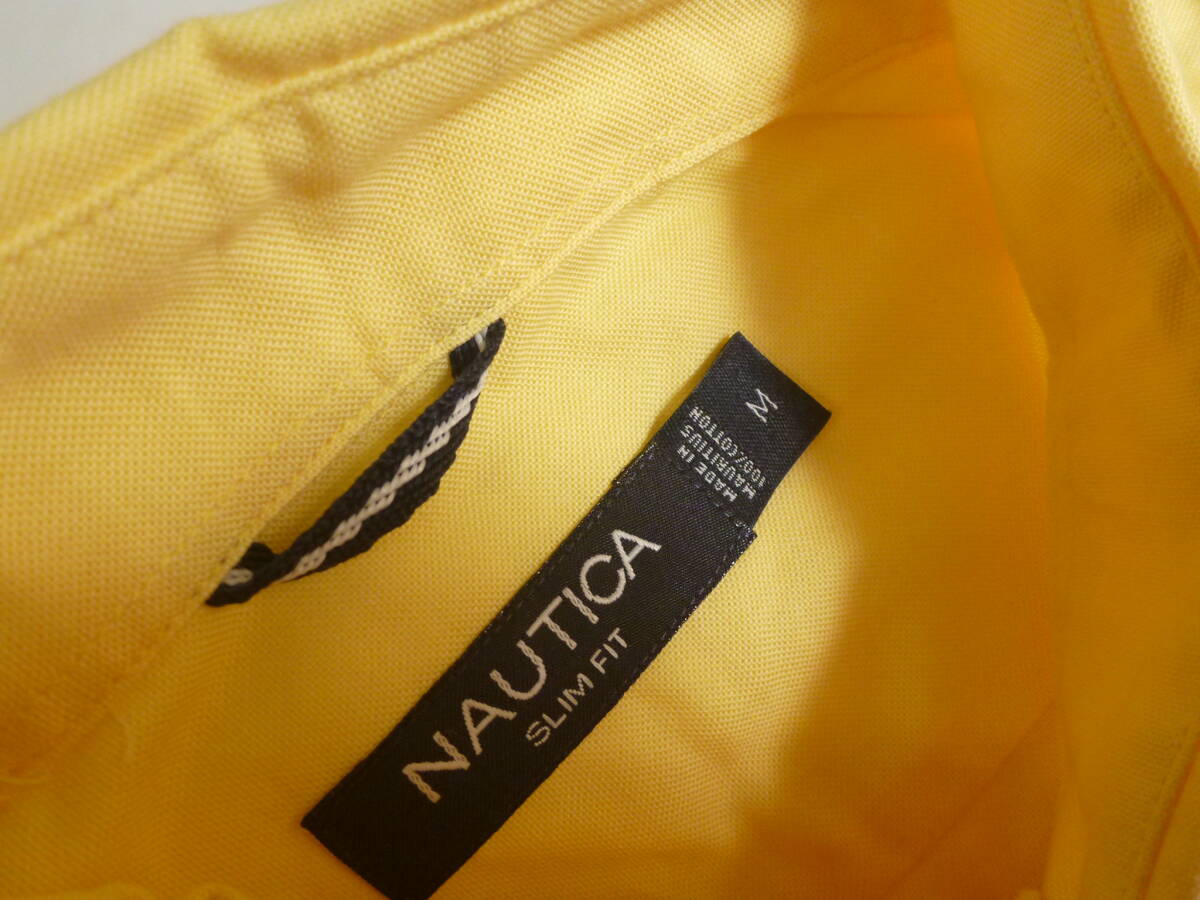 NAUTICA
SLIM FIT
M
MADE IN
MAURITIUS
100/COTTON